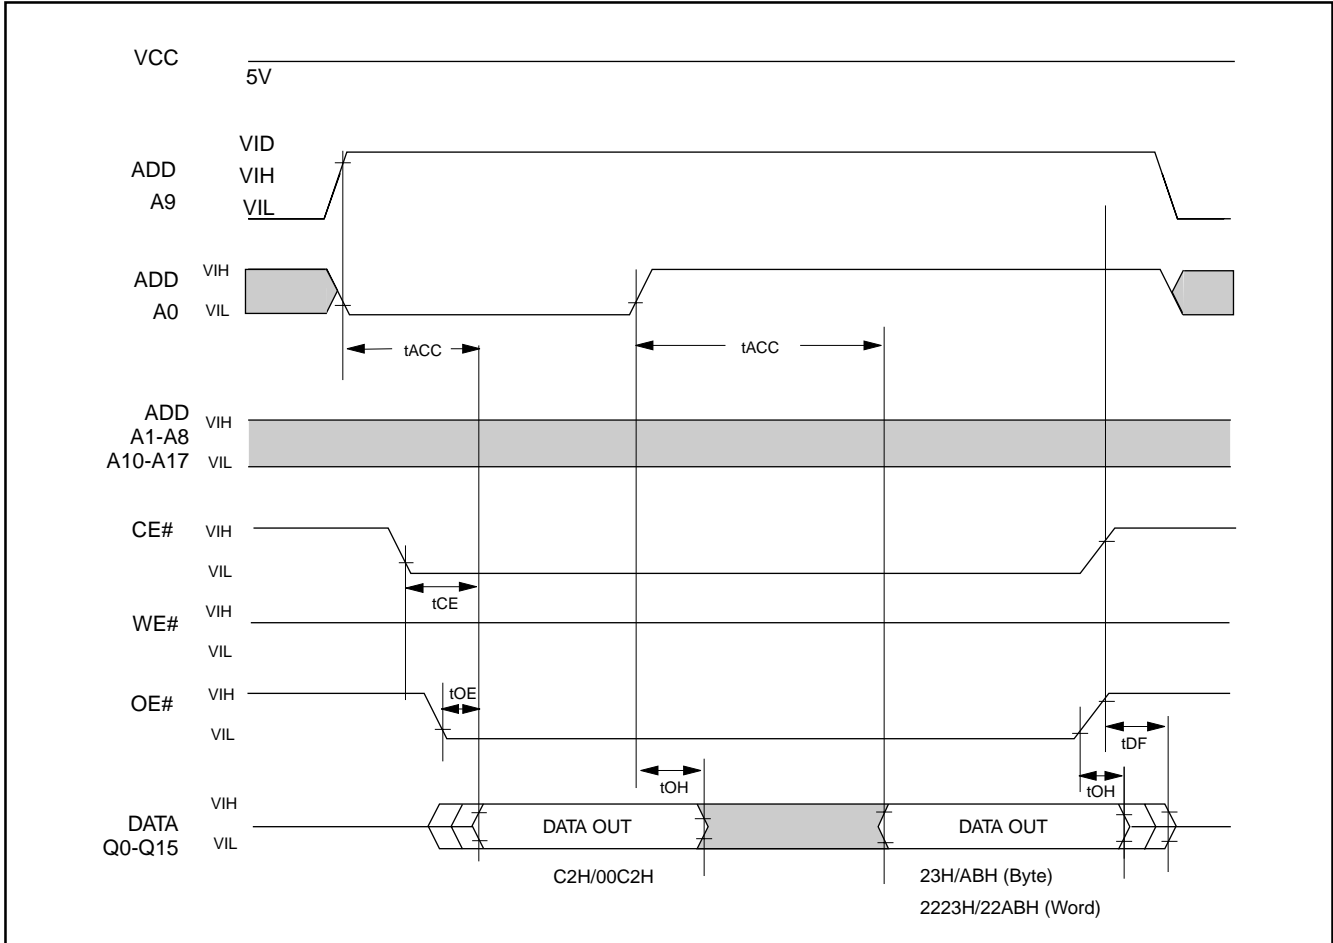 VCC
5V
VID
ADD
VIH
A9
VIL
VIH
ADD
A0
VIL
tACC
tACC
ADD
VIH
A1-A8
A10-A17
VIL
CE#
VIH
VIL
tCE
VIH
WE#
VIL
VIH
tOE
OE#
VIL
tDF
tOH
tOH
VIH
DATA
DATA OUT
DATA OUT
Q0-Q15
VIL
C2H/00C2H
23H/ABH (Byte)
2223H/22ABH (Word)